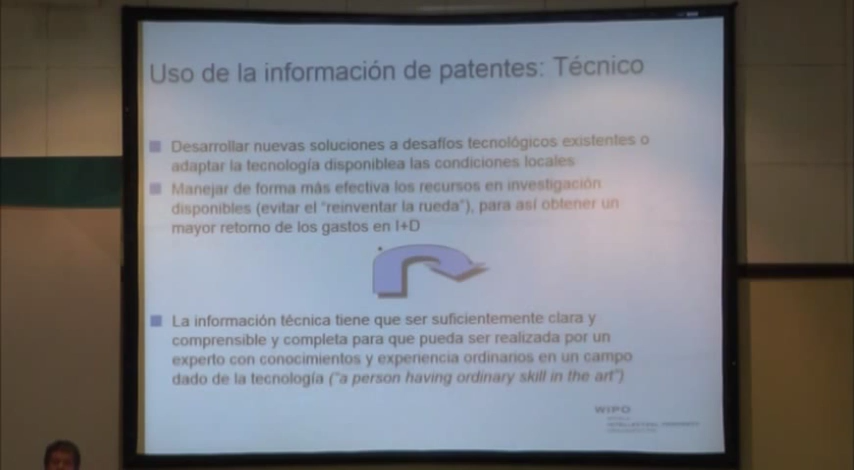 Uso de la información de patentes: Técnico
Desarrollar nuevas soluciones a desafíos tecnológicos existentes o
adaptar la tecnología disponiblea las condiciones locales
Manejar de forma más efectiva los recursos en investigación
disponibles (evitar el "reinventar la rueda"), para así obtener un
mayor retorno de los gastos en I+D
La información técnica tiene que ser suficientemente clara y
comprensible y completa para que pueda ser realizada por un
experto con conocimientos y experiencia ordinarios en un campo
dado de la tecnología ("a person having ordinary skill in the art")
WIPO
INTELLECTUAL PROPERTY